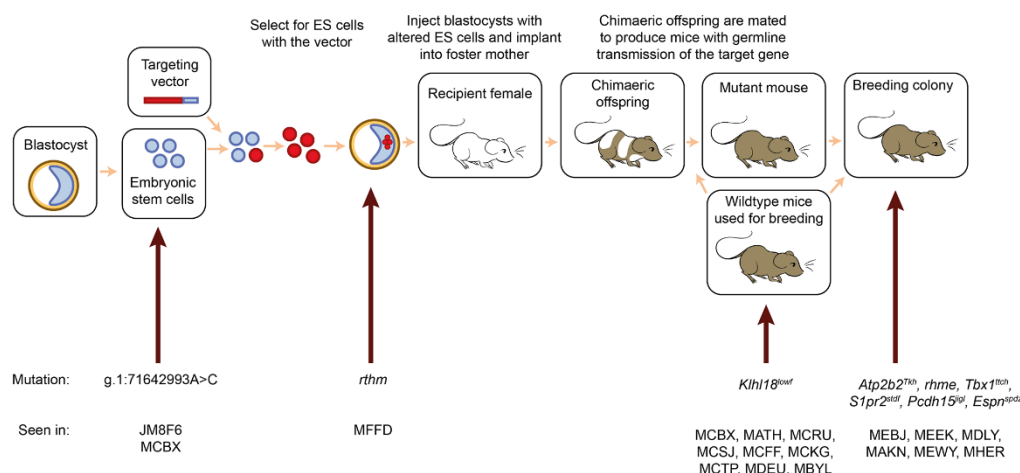 Select for ES cells
with the vector
Inject blastocysts with
altered ES cells and implant
into foster mother
Chimaeric offspring are mated
to produce mice with germline
transmission of the target gene
Targeting
vector
Blastocyst
Embryonic
stem cells
Recipient female
Chimaeric
offspring
Mutant mouse
Breeding colony
Wildtype mice
used for breeding
Mutation:
g.1:71642993A>C
rthm
Klhl18lowf
Atp2b2Tkh, rhme, Tbx1ttch,
S1pr2stdf, Pcdh15jigl, Espnspdz
Seen in:
JM8F6
MCBX
MFFD
MCBX, MATH, MCRU,
MCSJ, MCFF, MCKG,
MCTP, MDEU, MBYL
MEBJ, MEEK, MDLY,
MAKN, MEWY, MHER